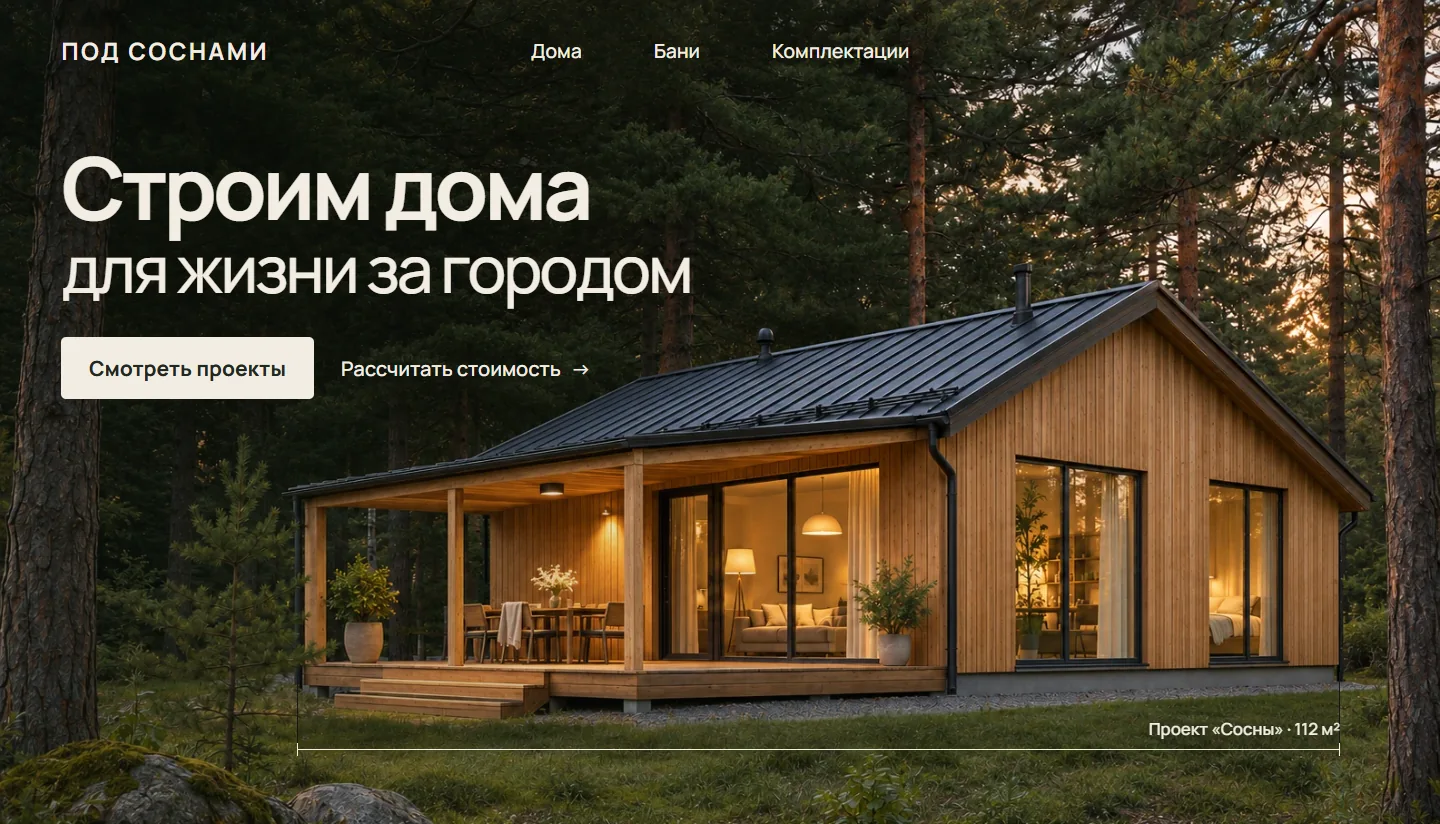 ПОД СОСНАМИ
Дома Бани Комплектации
Строим дома
для жизни за городом
Смотреть проекты Рассчитать стоимость →
Проект «Сосны» · 112 м²